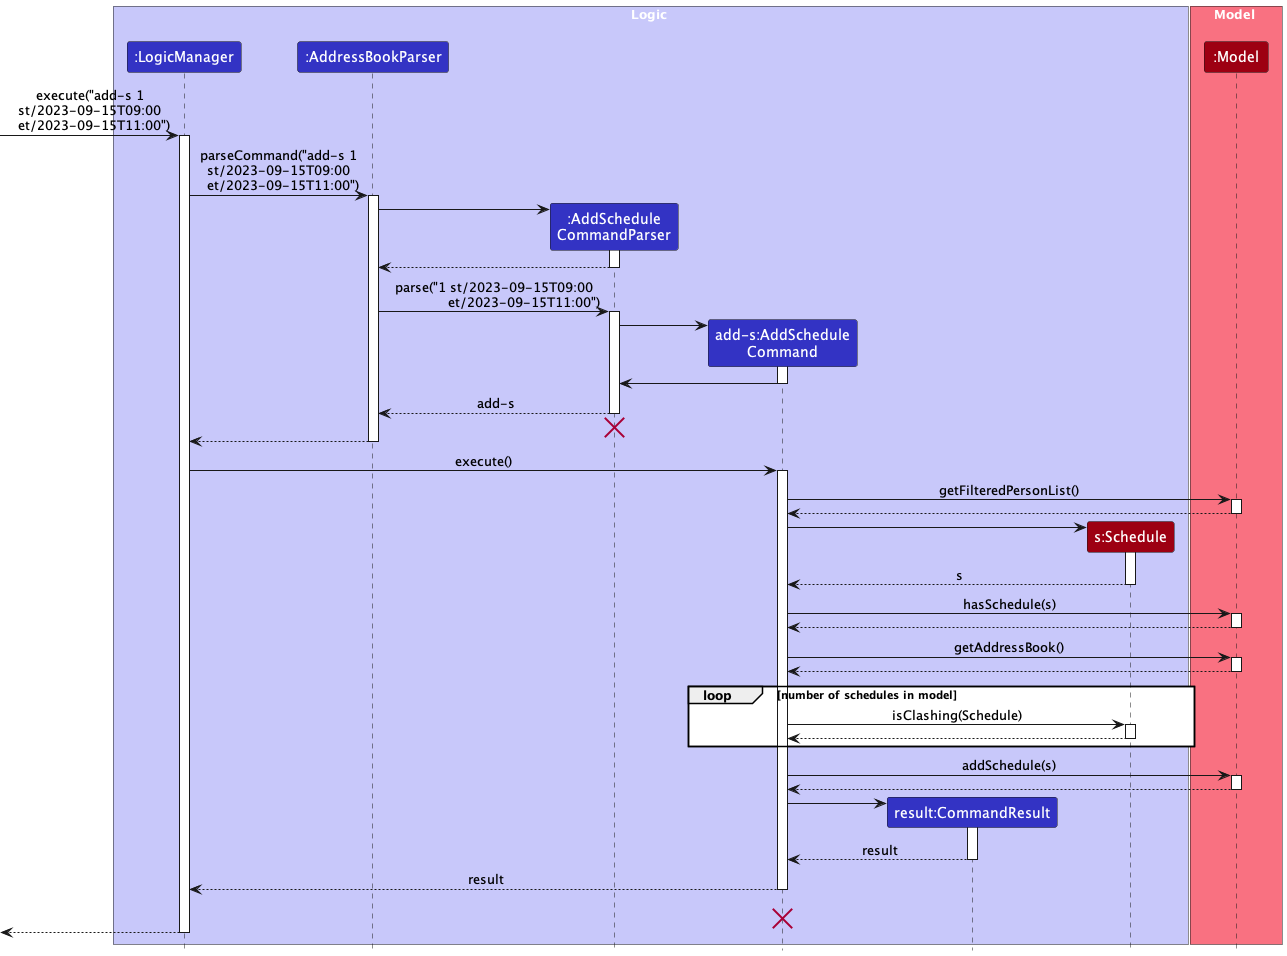 Logic
Model
:LogicManager
:AddressBookParser
:Model
execute("add-s 1
st/2023-09-15T09:00
et/2023-09-15T11:00")
parseCommand("add-s 1
st/2023-09-15T09:00
et/2023-09-15T11:00")
:AddSchedule
CommandParser
parse("1 st/2023-09-15T09:00
et/2023-09-15T11:00")
add-s:AddSchedule
Command
add-s
execute()
getFilteredPersonList()
s:Schedule
s
hasSchedule(s)
getAddressBook()
loop
[number of schedules in model]
isClashing(Schedule)
addSchedule(s)
result:CommandResult
result
result